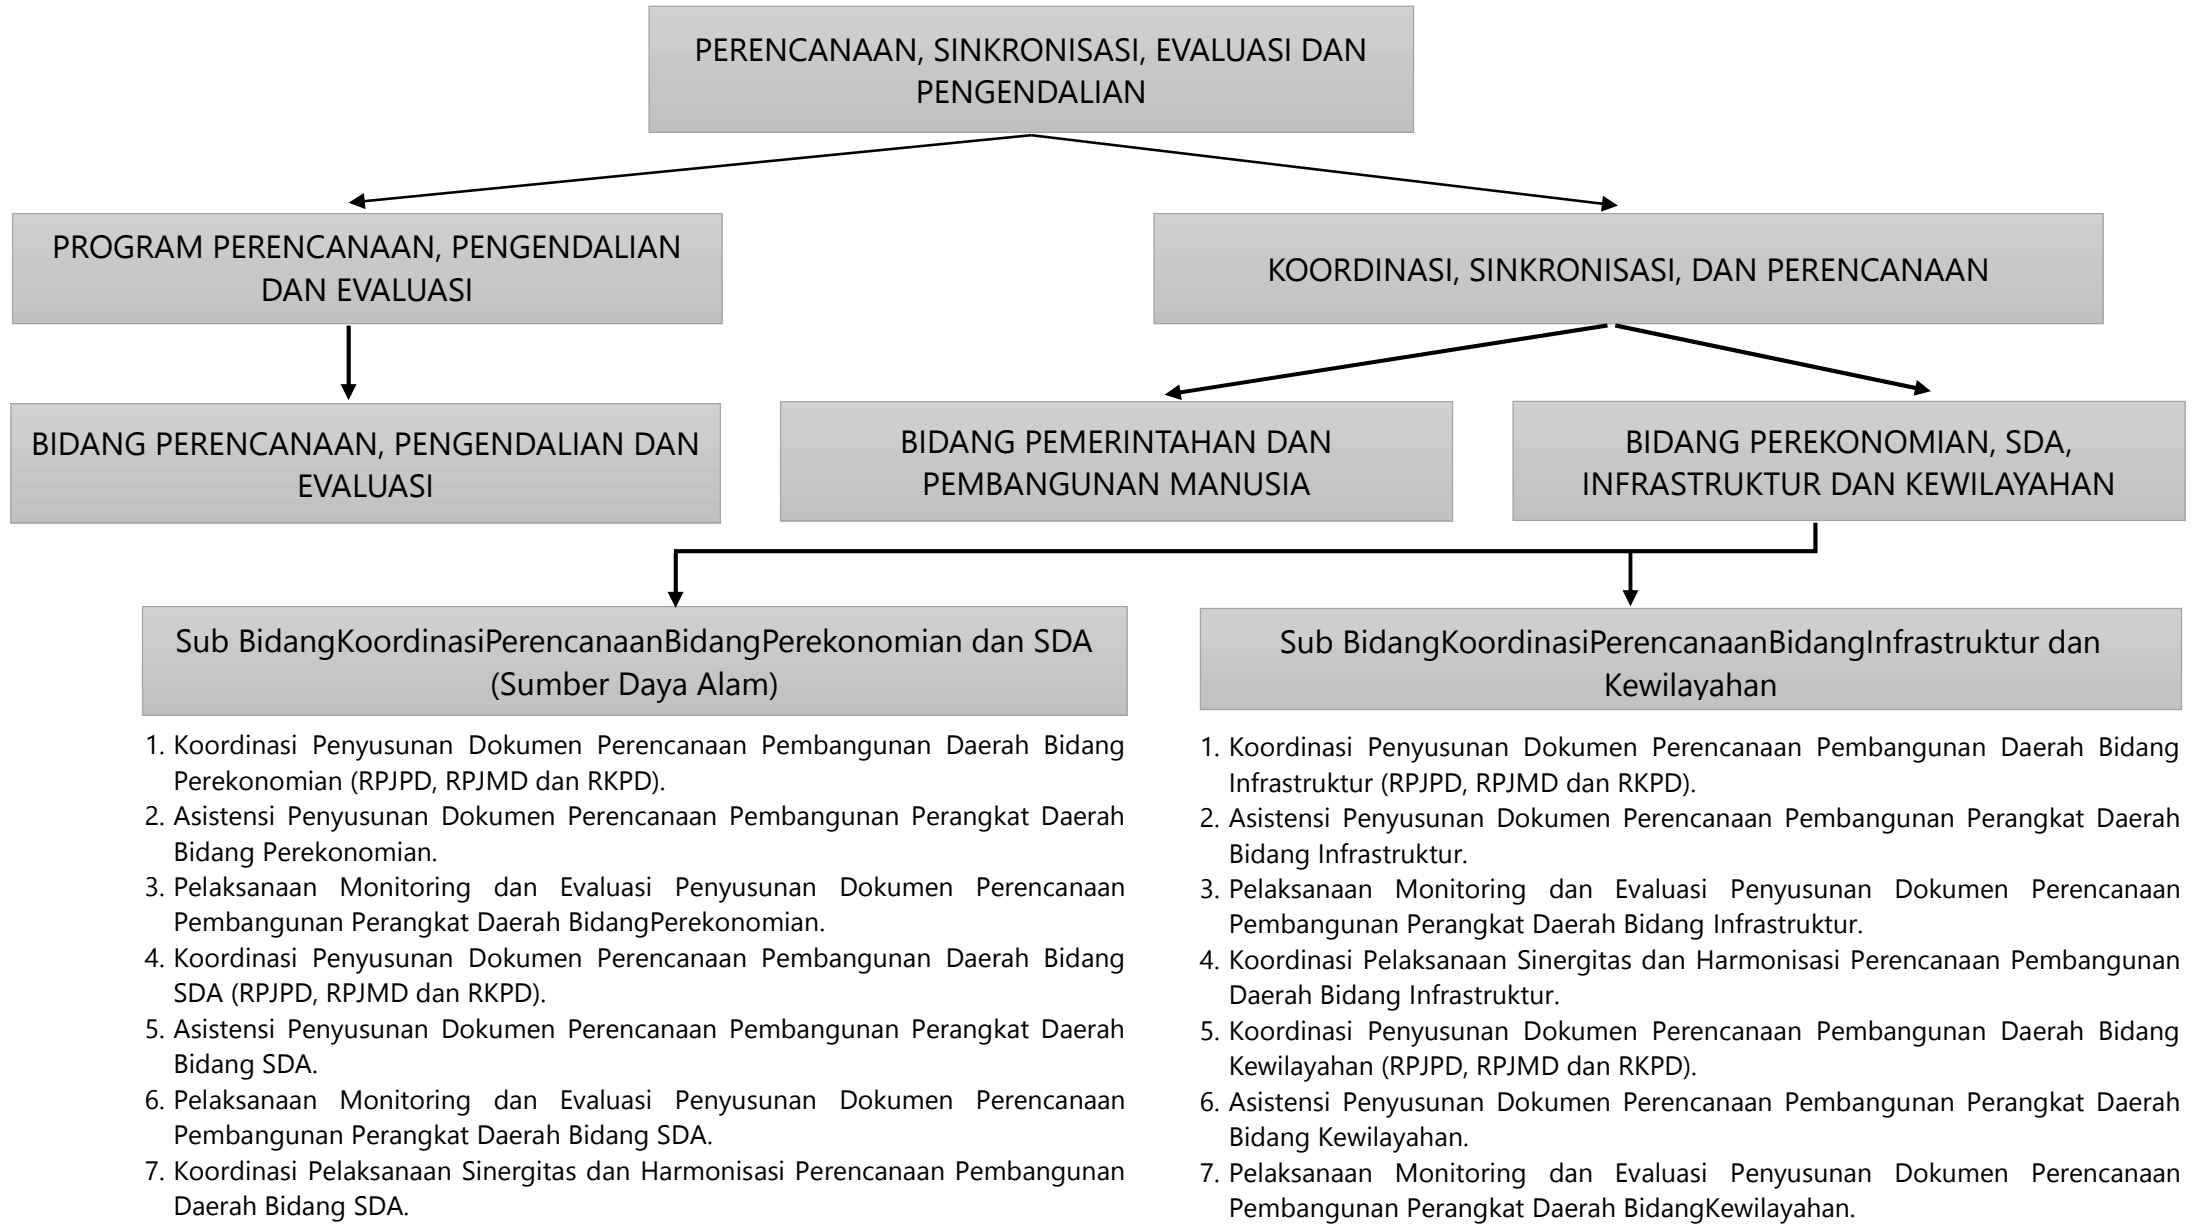 PERENCANAAN, SINKRONISASI, EVALUASI DAN
PENGENDALIAN
PROGRAM PERENCANAAN, PENGENDALIAN
DAN EVALUASI
KOORDINASI, SINKRONISASI, DAN PERENCANAAN
BIDANG PERENCANAAN, PENGENDALIAN DAN
EVALUASI
BIDANG PEMERINTAHAN DAN
PEMBANGUNAN MANUSIA
BIDANG PEREKONOMIAN, SDA,
INFRASTRUKTUR DAN KEWILAYAHAN
Sub BidangKoordinasiPerencanaanBidangPerekonomian dan SDA
(Sumber Daya Alam)
1. Koordinasi Penyusunan Dokumen Perencanaan Pembangunan Daerah Bidang
Perekonomian (RPJPD, RPJMD dan RKPD).
2. Asistensi Penyusunan Dokumen Perencanaan Pembangunan Perangkat Daerah
Bidang Perekonomian.
3. Pelaksanaan Monitoring dan Evaluasi Penyusunan Dokumen Perencanaan
Pembangunan Perangkat Daerah BidangPerekonomian.
4. Koordinasi Penyusunan Dokumen Perencanaan Pembangunan Daerah Bidang
SDA (RPJPD, RPJMD dan RKPD).
5. Asistensi Penyusunan Dokumen Perencanaan Pembangunan Perangkat Daerah
Bidang SDA.
6. Pelaksanaan Monitoring dan Evaluasi Penyusunan Dokumen Perencanaan
Pembangunan Perangkat Daerah Bidang SDA.
7. Koordinasi Pelaksanaan Sinergitas dan Harmonisasi Perencanaan Pembangunan
Daerah Bidang SDA.
Sub BidangKoordinasiPerencanaanBidangInfrastruktur dan
Kewilayahan
1. Koordinasi Penyusunan Dokumen Perencanaan Pembangunan Daerah Bidang
Infrastruktur (RPJPD, RPJMD dan RKPD).
2. Asistensi Penyusunan Dokumen Perencanaan Pembangunan Perangkat Daerah
Bidang Infrastruktur.
3. Pelaksanaan Monitoring dan Evaluasi Penyusunan Dokumen Perencanaan
Pembangunan Perangkat Daerah Bidang Infrastruktur.
4. Koordinasi Pelaksanaan Sinergitas dan Harmonisasi Perencanaan Pembangunan
Daerah Bidang Infrastruktur.
5. Koordinasi Penyusunan Dokumen Perencanaan Pembangunan Daerah Bidang
Kewilayahan (RPJPD, RPJMD dan RKPD).
6. Asistensi Penyusunan Dokumen Perencanaan Pembangunan Perangkat Daerah
Bidang Kewilayahan.
7. Pelaksanaan Monitoring dan Evaluasi Penyusunan Dokumen Perencanaan
Pembangunan Perangkat Daerah BidangKewilayahan.